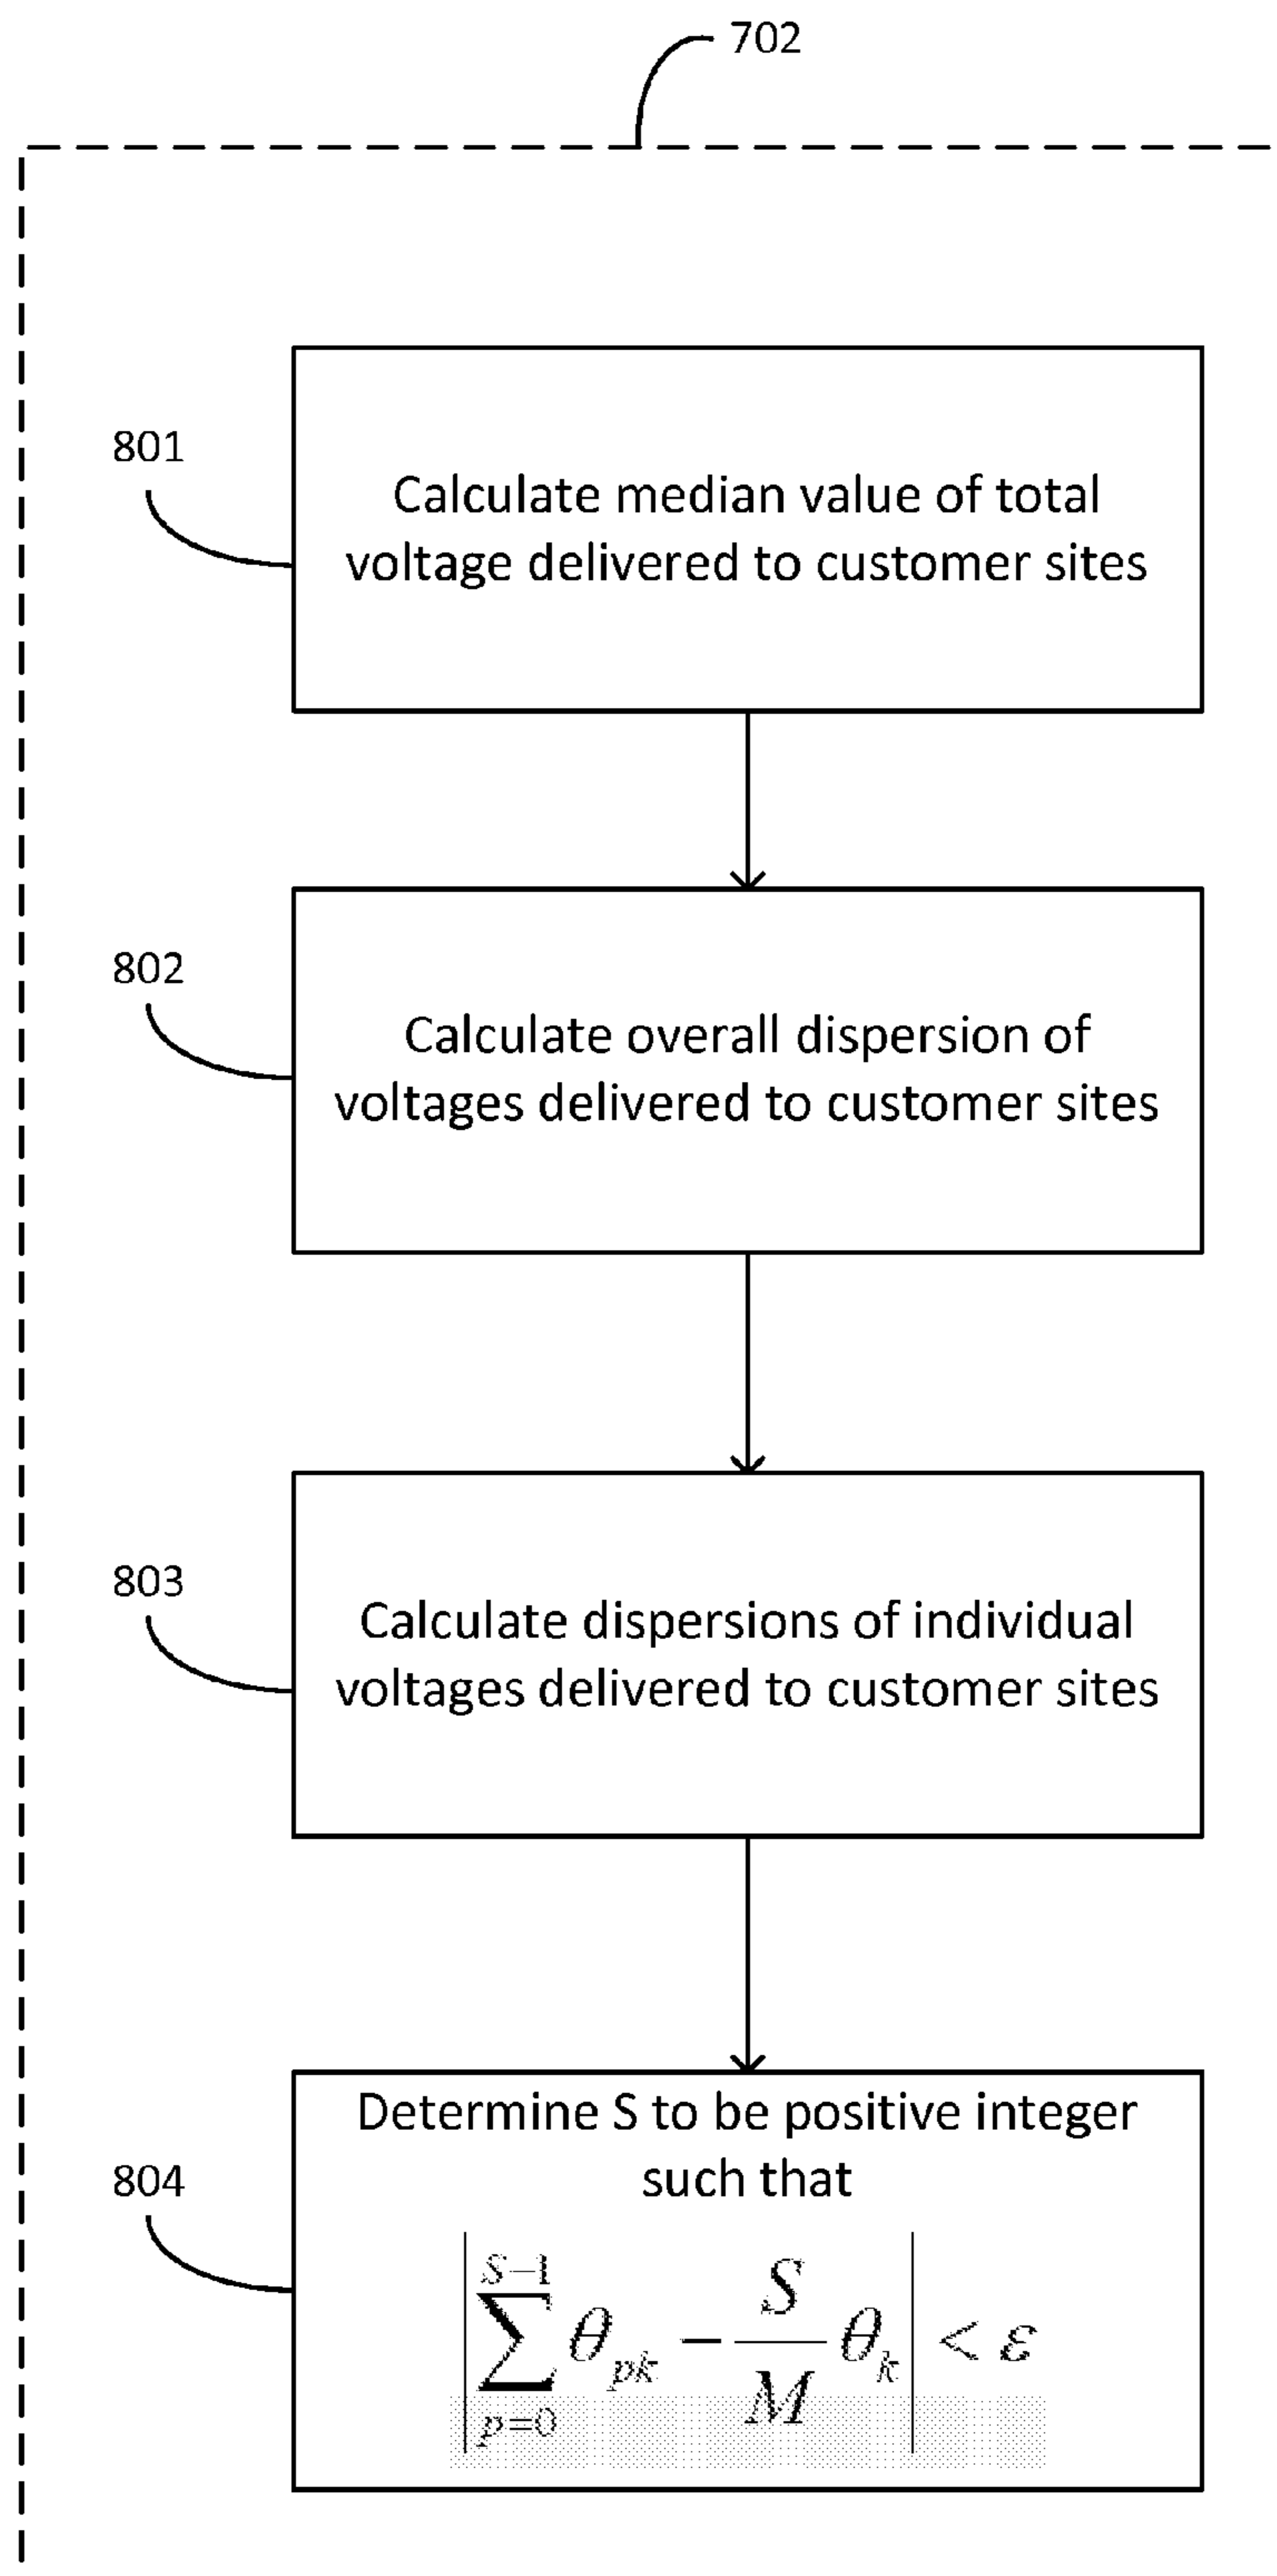 702
801
Calculate median value of total
voltage delivered to customer sites
802
Calculate overall dispersion of
voltages delivered to customer sites
803
Calculate dispersions of individual
voltages delivered to customer sites
804
Determine S to be positive integer
such that
|∑_{p=0}^{S-1} θ_{pk} − \frac{S}{M} θ_k| < ε